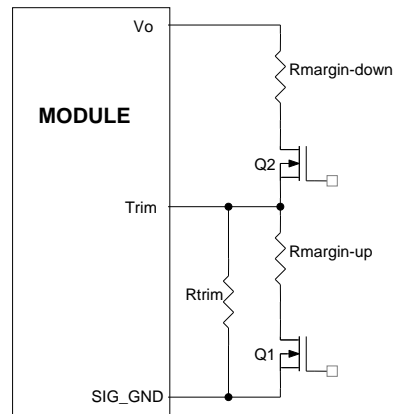 Vo
Rmargin-down
MODULE
Q2
Trim
Rmargin-up
Rtrim
Q1
SIG_GND